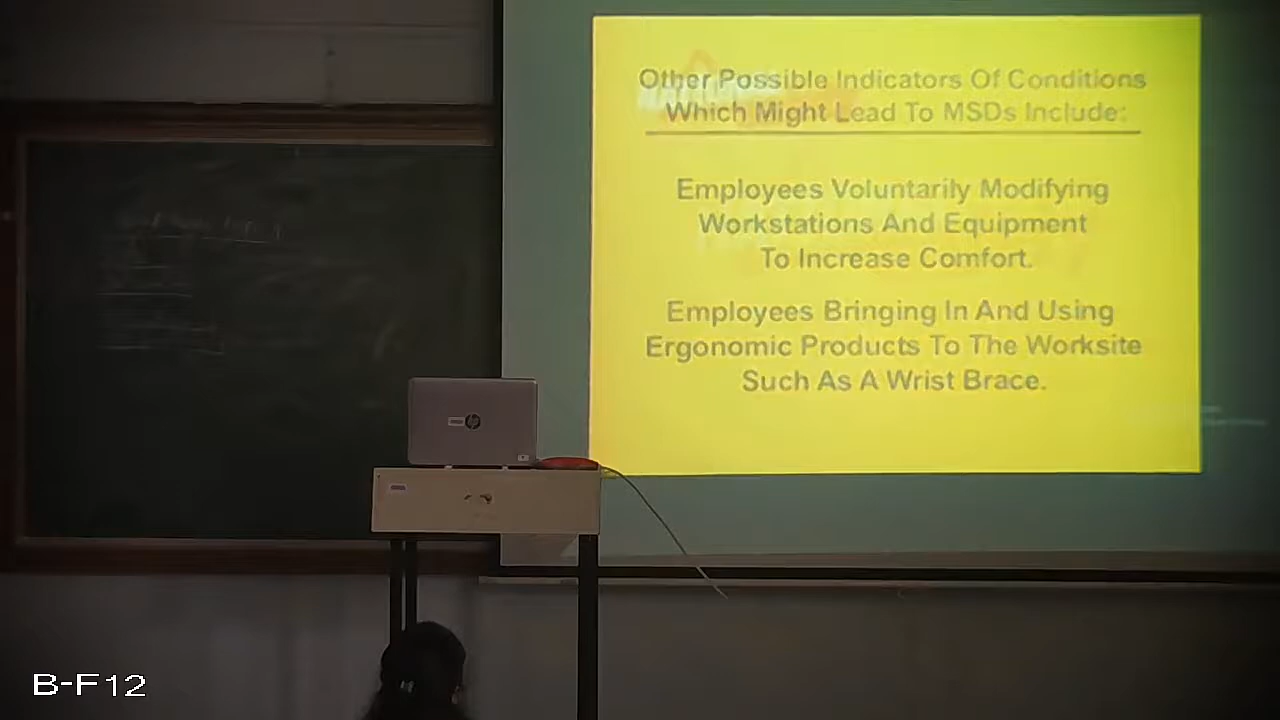 Other Possible Indicators Of Conditions
Which Might Lead To MSDs Include:
Employees Voluntarily Modifying
Workstations And Equipment
To Increase Comfort.
Employees Bringing In And Using
Ergonomic Products To The Worksite
Such As A Wrist Brace.
hp
B-F12